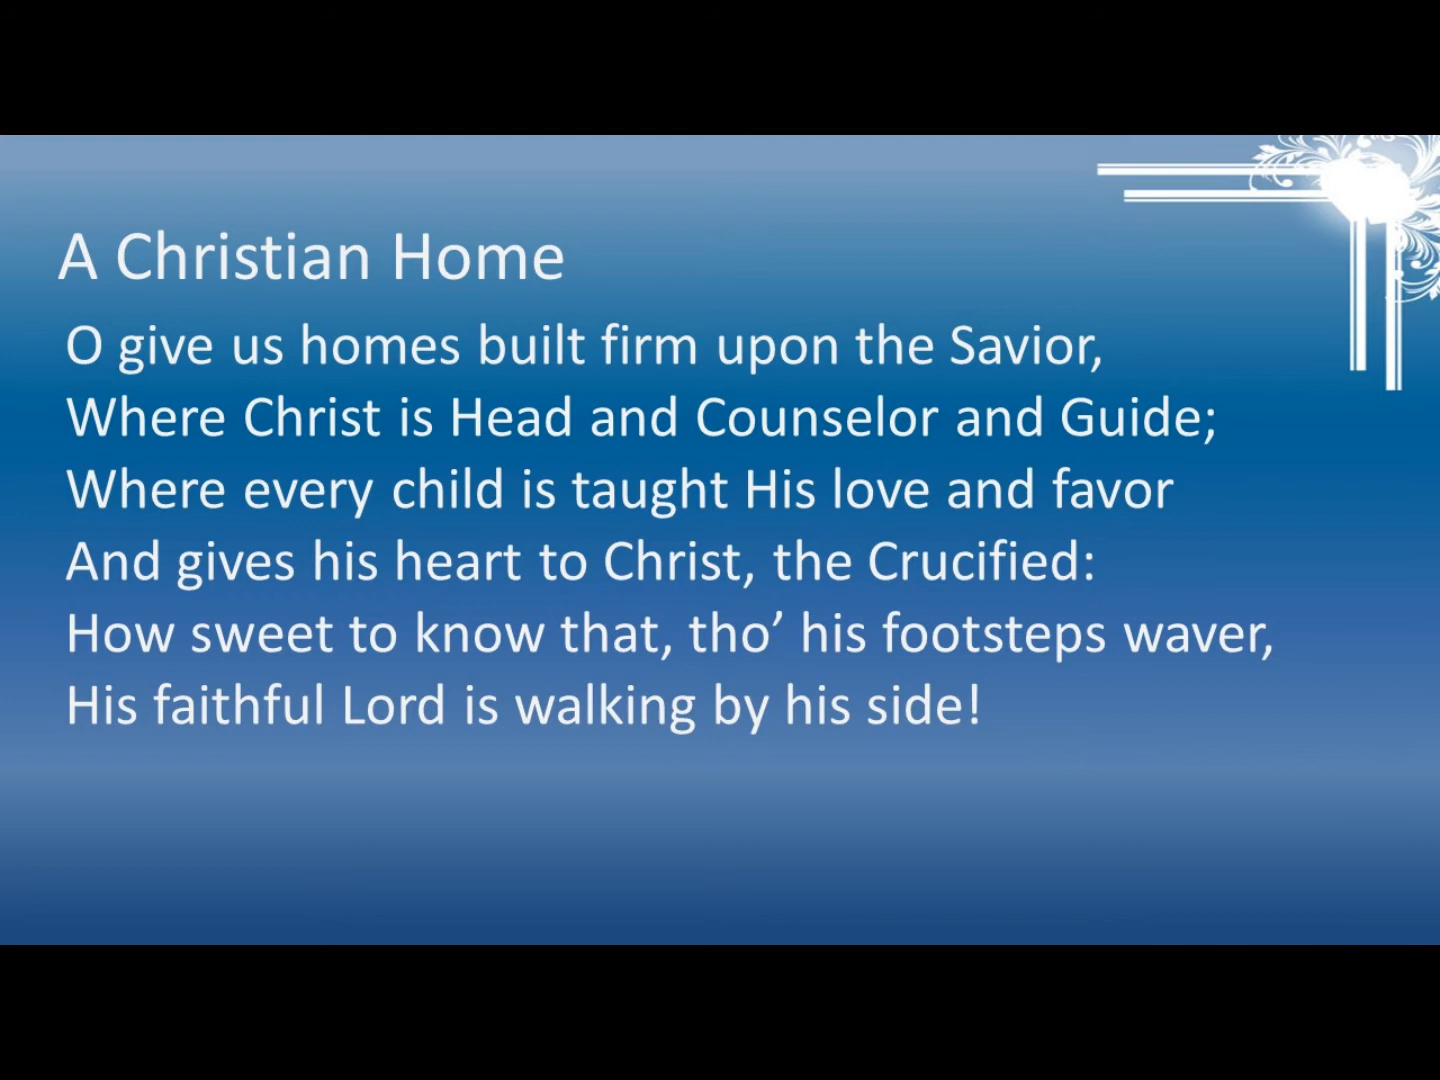 A Christian Home
O give us homes built firm upon the Savior,
Where Christ is Head and Counselor and Guide;
Where every child is taught His love and favor
And gives his heart to Christ, the Crucified:
How sweet to know that, tho’ his footsteps waver,
His faithful Lord is walking by his side!